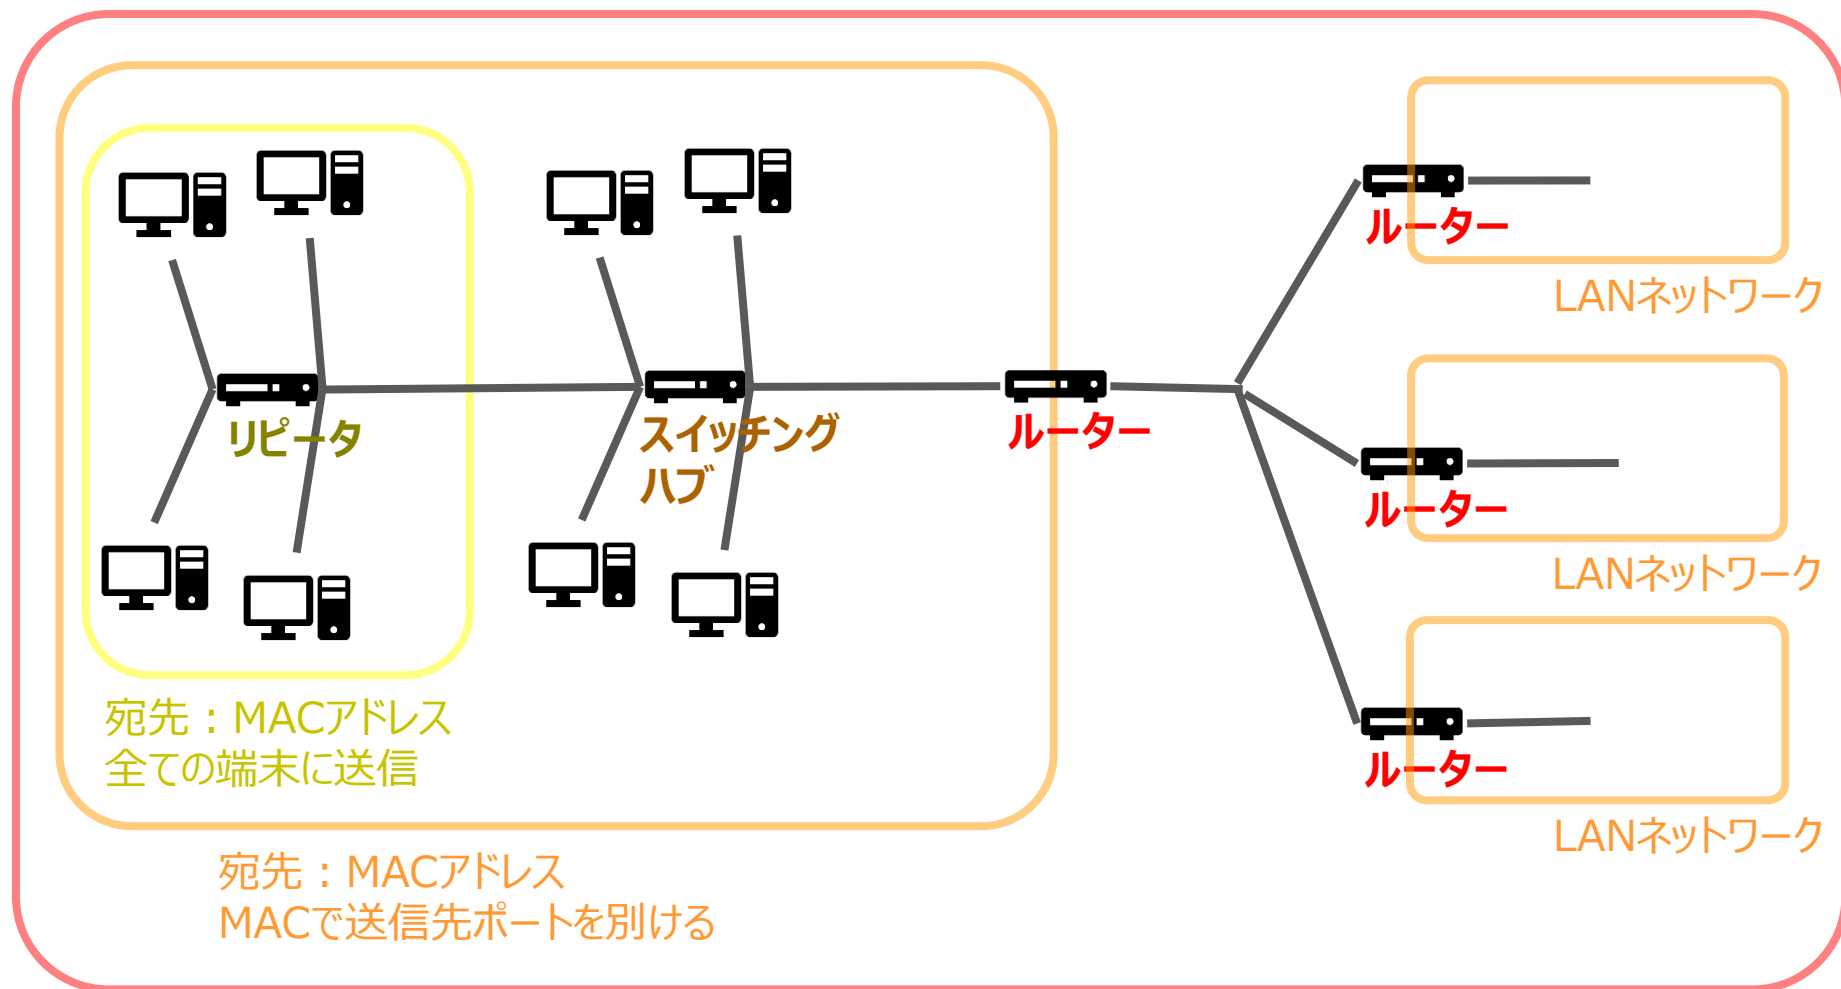 ルーター
LANネットワーク
リピータ
スイッチング
ハブ
ルーター
ルーター
LANネットワーク
宛先：MACアドレス
全ての端末に送信
ルーター
LANネットワーク
宛先：MACアドレス
MACで送信先ポートを別ける